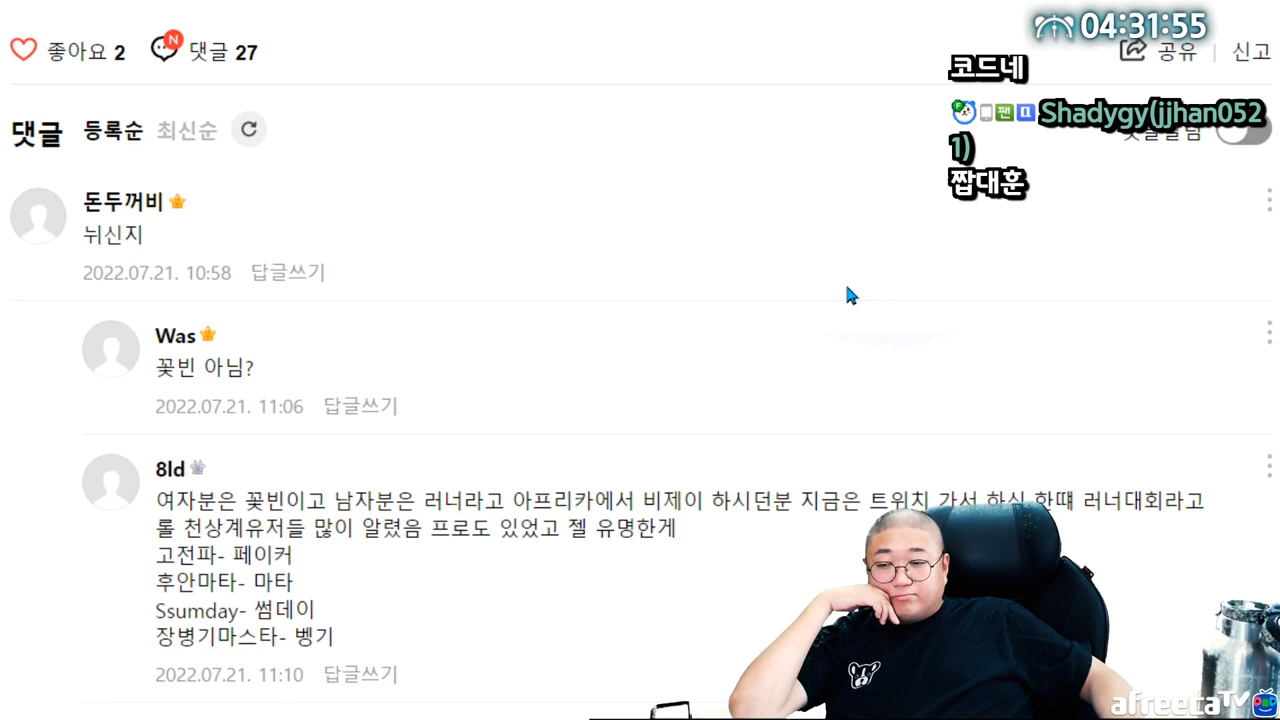 좋아요 2 댓글 27
04:31:55
공유 신고
코드네
Shadygy(jjhan052
1)
짭대훈
댓글 등록순 최신순
돈두꺼비
뉘신지
2022.07.21. 10:58 답글쓰기
Was
꽃빈 아님?
2022.07.21. 11:06 답글쓰기
8ld
여자분은 꽃빈이고 남자분은 러너라고 아프리카에서 비제이 하시던분 지금은 트위치 가서 하심 한떄 러너대회라고
롤 천상계유저들 많이 알렸음 프로도 있었고 젤 유명한게
고전파- 페이커
후안마타- 마타
Ssumday- 썸데이
장병기마스타- 벵기
2022.07.21. 11:10 답글쓰기
afreecaTV